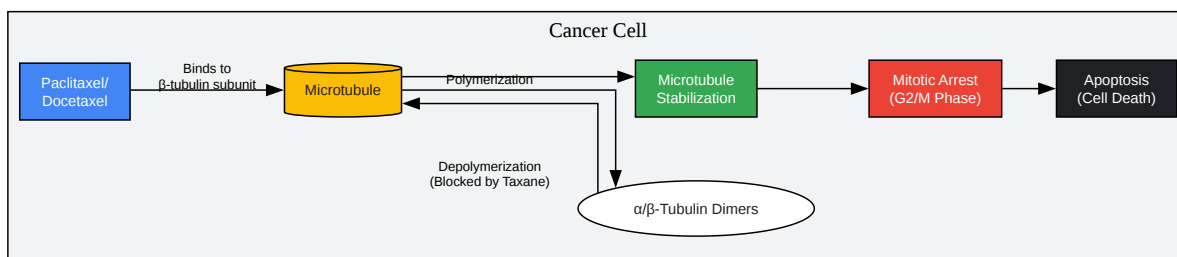 Cancer Cell
Paclitaxel/
Docetaxel
Binds to
β-tubulin subunit
Microtubule
Polymerization
Microtubule
Stabilization
Mitotic Arrest
(G2/M Phase)
Apoptosis
(Cell Death)
Depolymerization
(Blocked by Taxane)
α/β-Tubulin Dimers